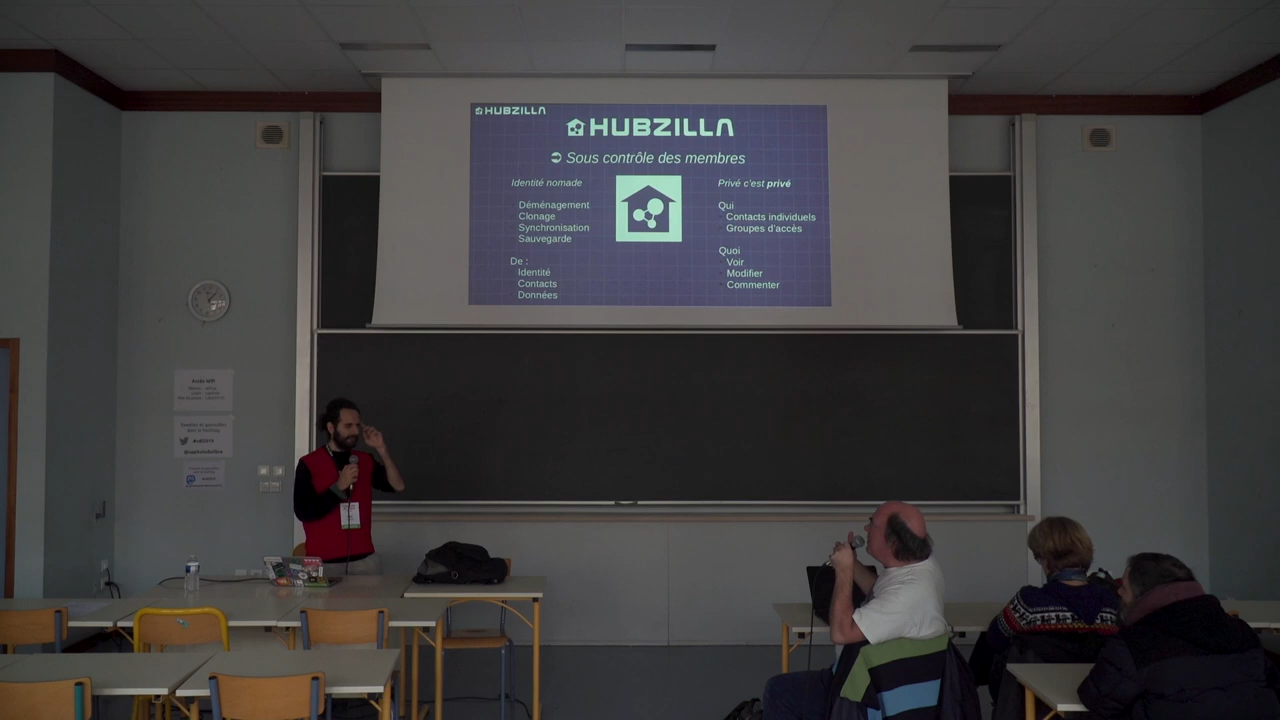 HUBZILLA
HUBZILLA
Sous contrôle des membres
Identité nomade
Déménagement
Clonage
Synchronisation
Sauvegarde
De :
Identité
Contacts
Données
Privé c'est privé
Qui
Contacts individuels
Groupes d'accès
Quoi
Voir
Modifier
Commenter